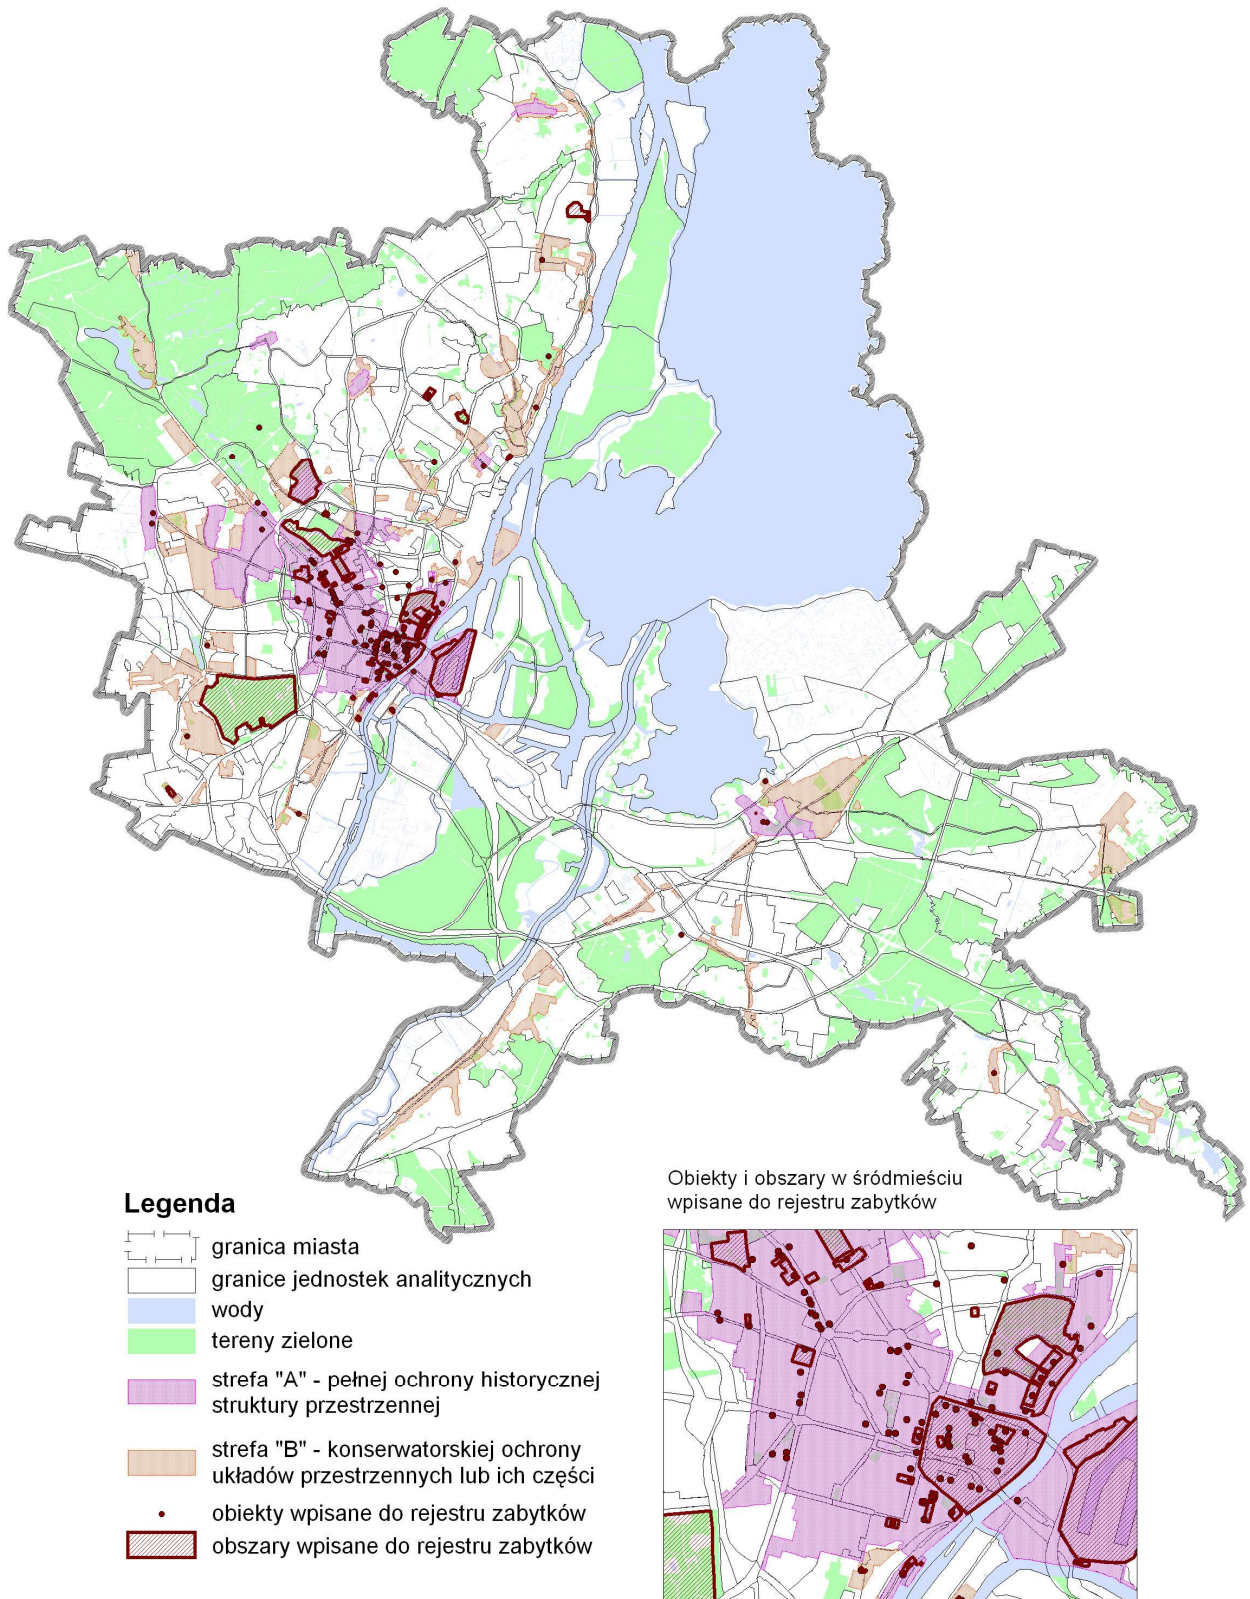 Obiekty i obszary w śródmieściu
wpisane do rejestru zabytków
Legenda
granica miasta
granice jednostek analitycznych
wody
tereny zielone
strefa "A" - pełnej ochrony historycznej
struktury przestrzennej
strefa "B" - konserwatorskiej ochrony
układów przestrzennych lub ich części
obiekty wpisane do rejestru zabytków
obszary wpisane do rejestru zabytków